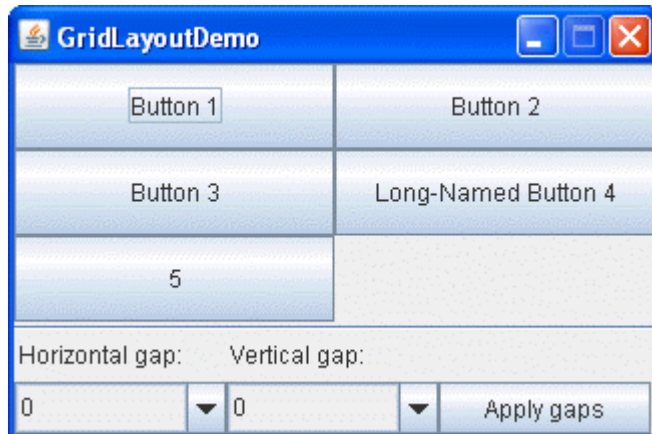 GridLayoutDemo
Button 1 Button 2
Button 3 Long-Named Button 4
5
Horizontal gap: Vertical gap:
0 0 Apply gaps